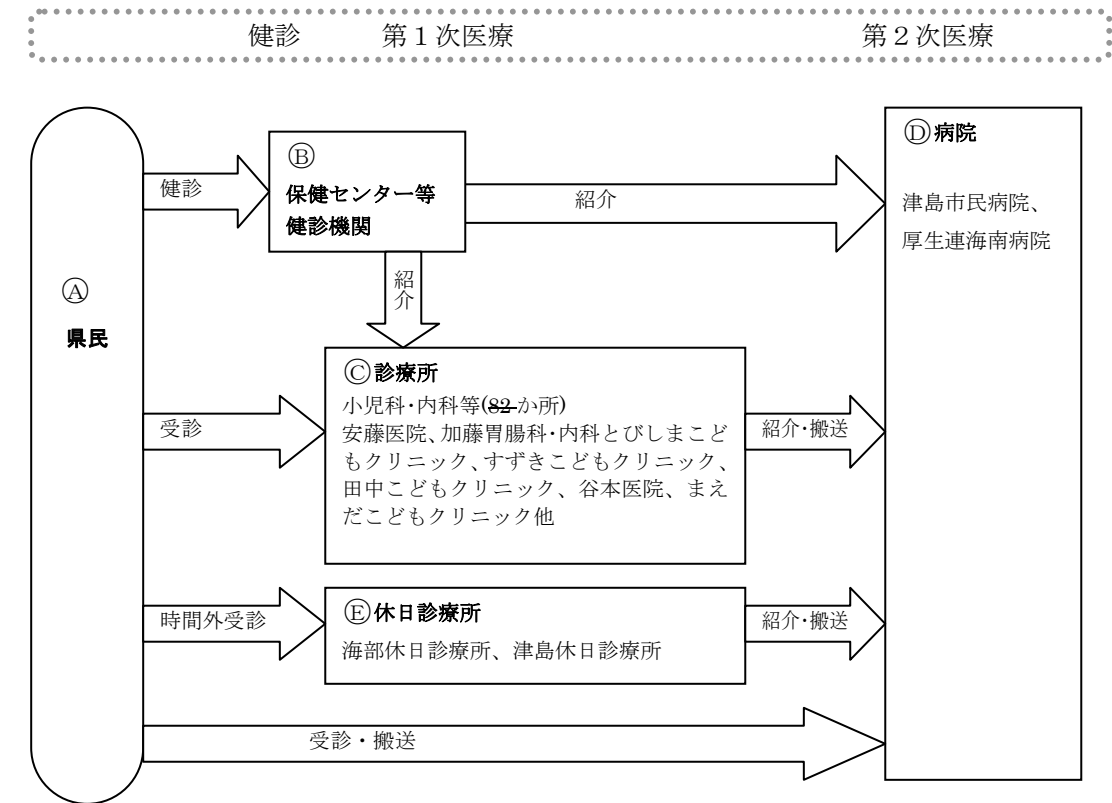 健診 第１次医療 第２次医療
Ⓓ病院
Ⓑ
健診
保健センター等
紹介
津島市民病院、
健診機関
厚生連海南病院
紹介
Ⓐ
県民
Ⓒ診療所
小児科・内科等(82 か所)
受診
安藤医院、加藤胃腸科・内科とびしまこど
紹介・搬送
もクリニック、すずきこどもクリニック、
田中こどもクリニック、谷本医院、まえ
だこどもクリニック他
時間外受診
Ⓔ休日診療所
紹介・搬送
海部休日診療所、津島休日診療所
受診・搬送